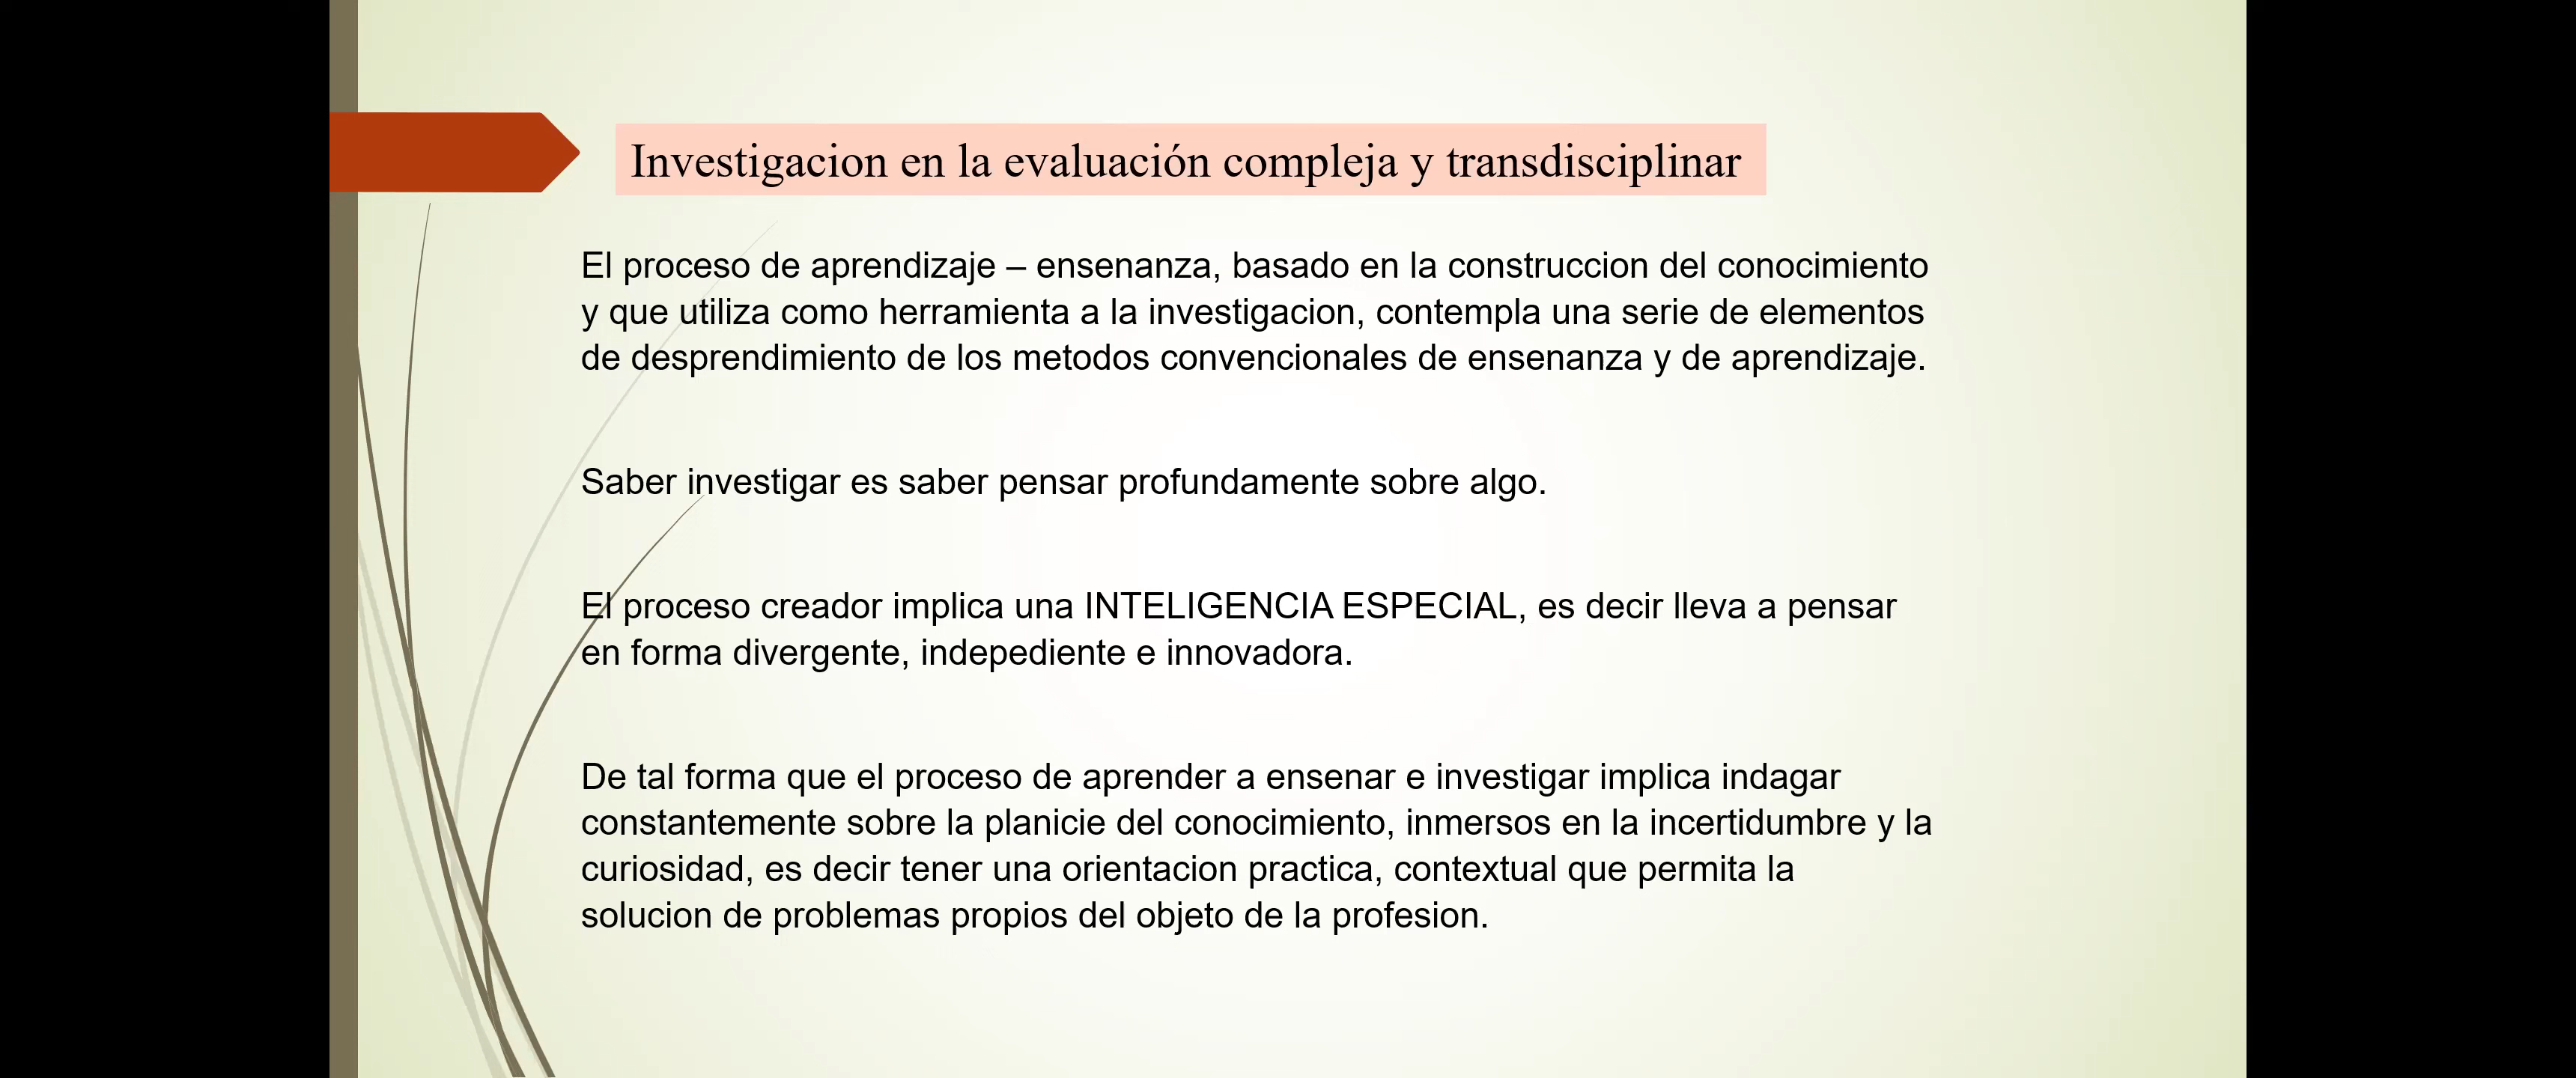 Investigacion en la evaluación compleja y transdisciplinar
El proceso de aprendizaje – ensenanza, basado en la construccion del conocimiento
y que utiliza como herramienta a la investigacion, contempla una serie de elementos
de desprendimiento de los metodos convencionales de ensenanza y de aprendizaje.
Saber investigar es saber pensar profundamente sobre algo.
El proceso creador implica una INTELIGENCIA ESPECIAL, es decir lleva a pensar
en forma divergente, indepediente e innovadora.
De tal forma que el proceso de aprender a ensenar e investigar implica indagar
constantemente sobre la planicie del conocimiento, inmersos en la incertidumbre y la
curiosidad, es decir tener una orientacion practica, contextual que permita la
solucion de problemas propios del objeto de la profesion.